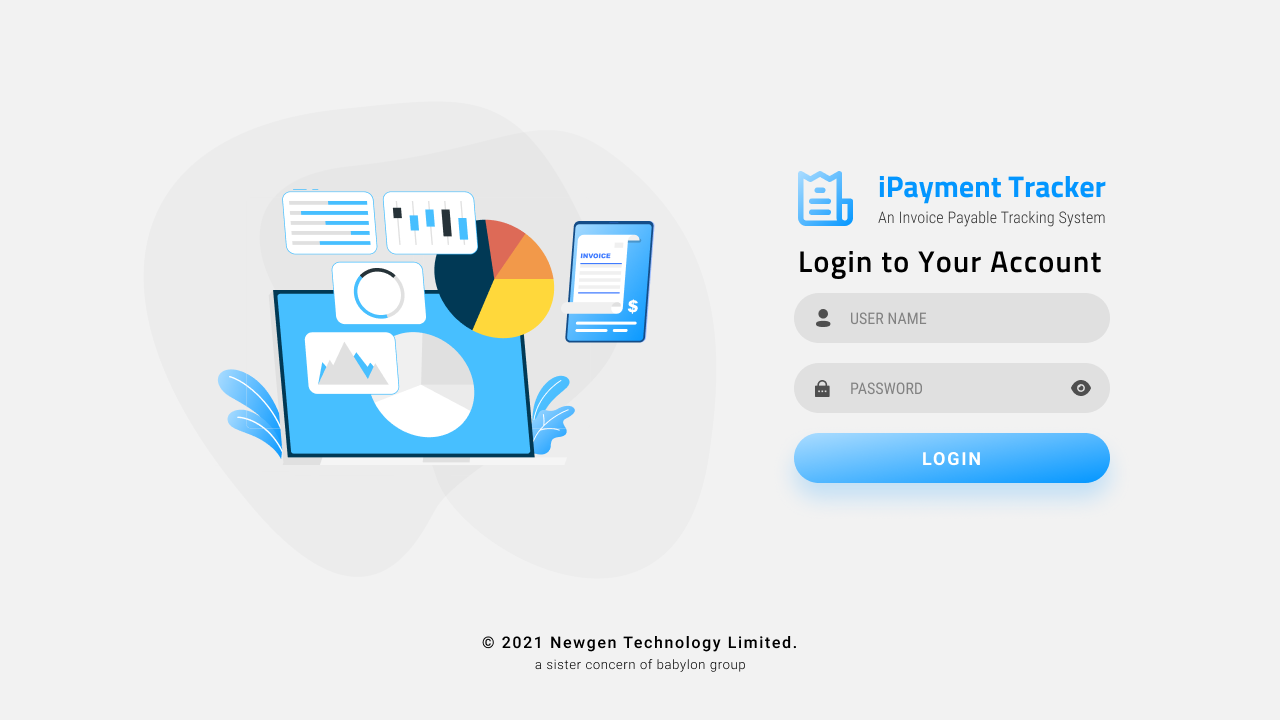 iPayment Tracker
An Invoice Payable Tracking System
Login to Your Account
INVOICE
$
USER NAME
PASSWORD
LOGIN
© 2021 Newgen Technology Limited.
a sister concern of babylon group